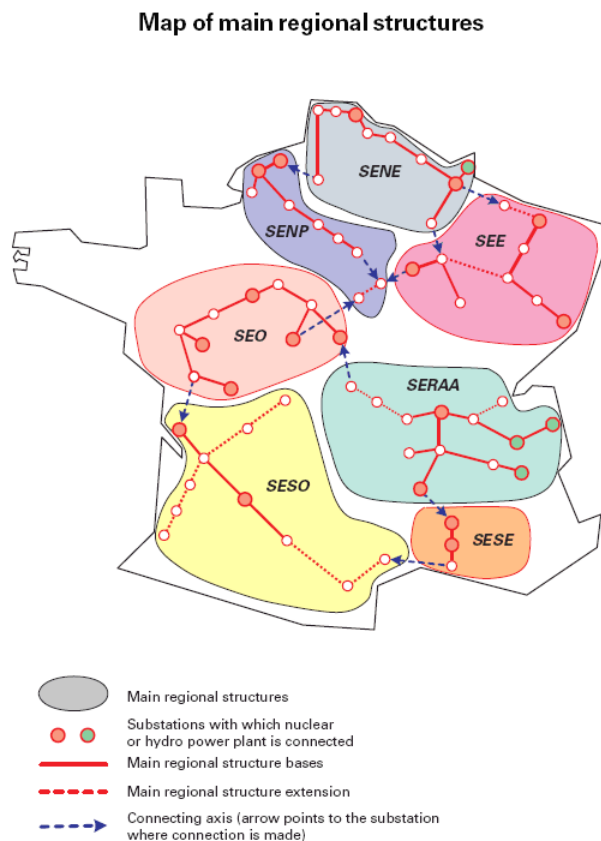 Map of main regional structures
SENE
SENP
SEE
SEO
SERAA
SESO
SESE
Main regional structures
Substations with which nuclear
or hydro power plant is connected
Main regional structure bases
Main regional structure extension
Connecting axis (arrow points to the substation
where connection is made)